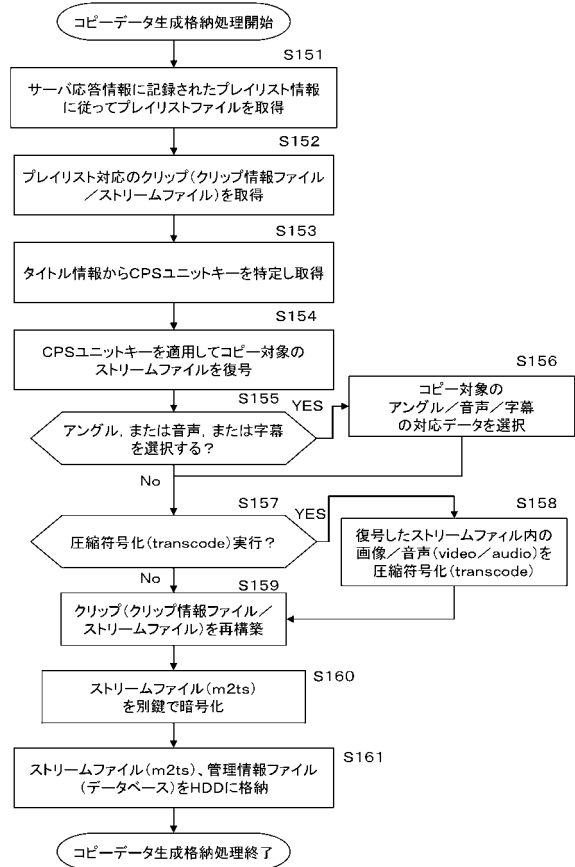 コピーデータ生成格納処理開始
S151
サーバ応答情報に記録されたプレイリスト情報
に従ってプレイリストファイルを取得
S152
プレイリスト対応のクリップ(クリップ情報ファイル
／ストリームファイル)を取得
S153
タイトル情報からCPSユニットキーを特定し取得
S154
CPSユニットキーを適用してコピー対象の
ストリームファイルを復号
S155
アングル，または音声，または字幕
を選択する？
YES
No
S156
コピー対象の
アングル／音声／字幕
の対応データを選択
S157
圧縮符号化(transcode)実行？
YES
No
S158
復号したストリームファィル内の
画像／音声(video／audio)を
圧縮符号化(transcode)
S159
クリップ(クリップ情報ファイル／
ストリームファイル)を再構築
S160
ストリームファイル(m2ts)
を別鍵で暗号化
S161
ストリームファイル(m2ts)、管理情報ファイル
(データベース)をHDDに格納
コピーデータ生成格納処理終了